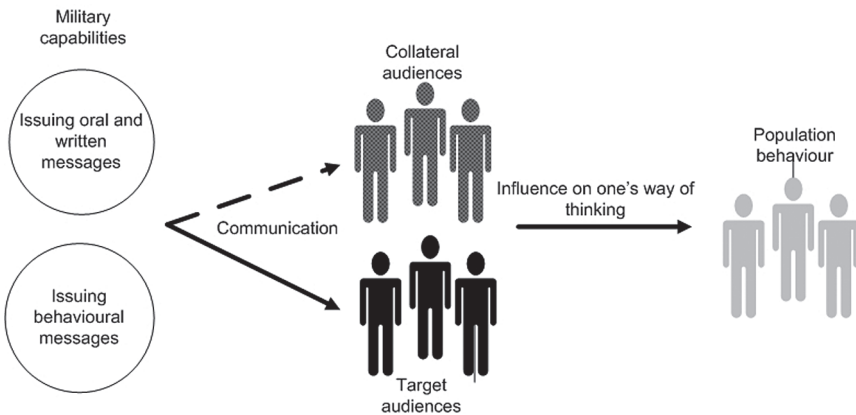 Military
capabilities
Issuing oral and
written
messages
Issuing
behavioural
messages
Communication
Collateral
audiences
Target
audiences
Influence on one's way of
thinking
Population
behaviour